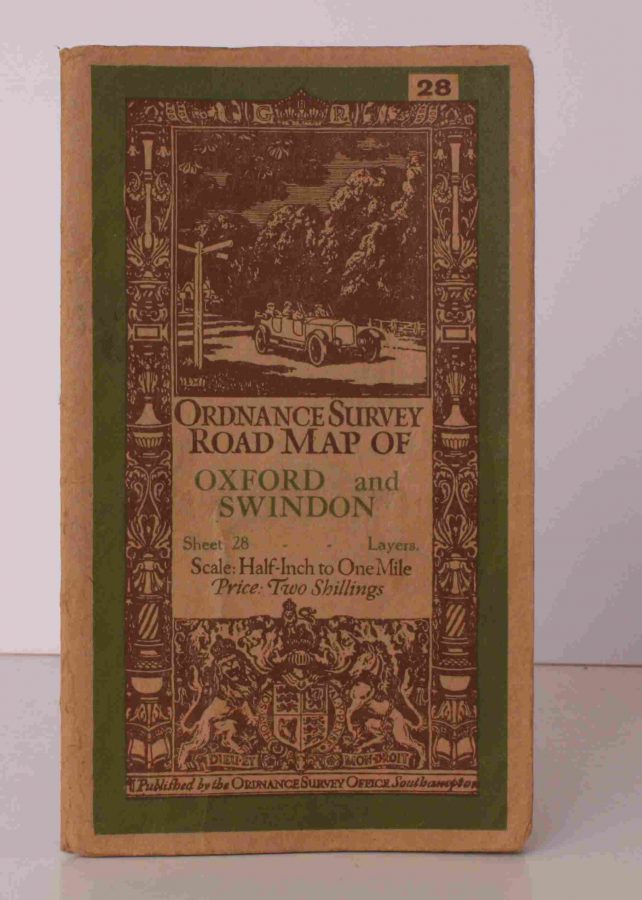 28
G R
ORDNANCE SURVEY
ROAD MAP OF
OXFORD and
SWINDON
Sheet 28 - - Layers.
Scale: Half-Inch to One Mile
Price: Two Shillings
DIEU·ET MON·DROIT
Published by the ORDNANCE SURVEY OFFICE, Southampton